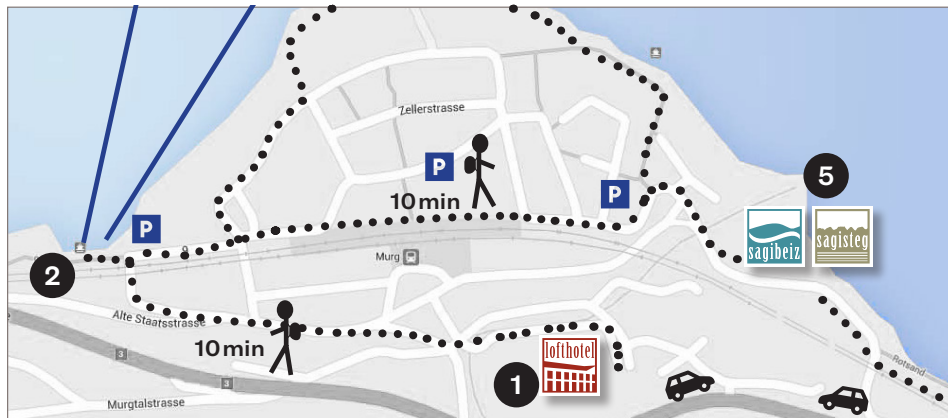 Zellerstrasse
P
10 min
P
5
P
sagibeiz
sagisteg
Murg
2
Alte Staatsstrasse
10 min
lofthotel
1
3
3
Rotsand
Murgtalstrasse